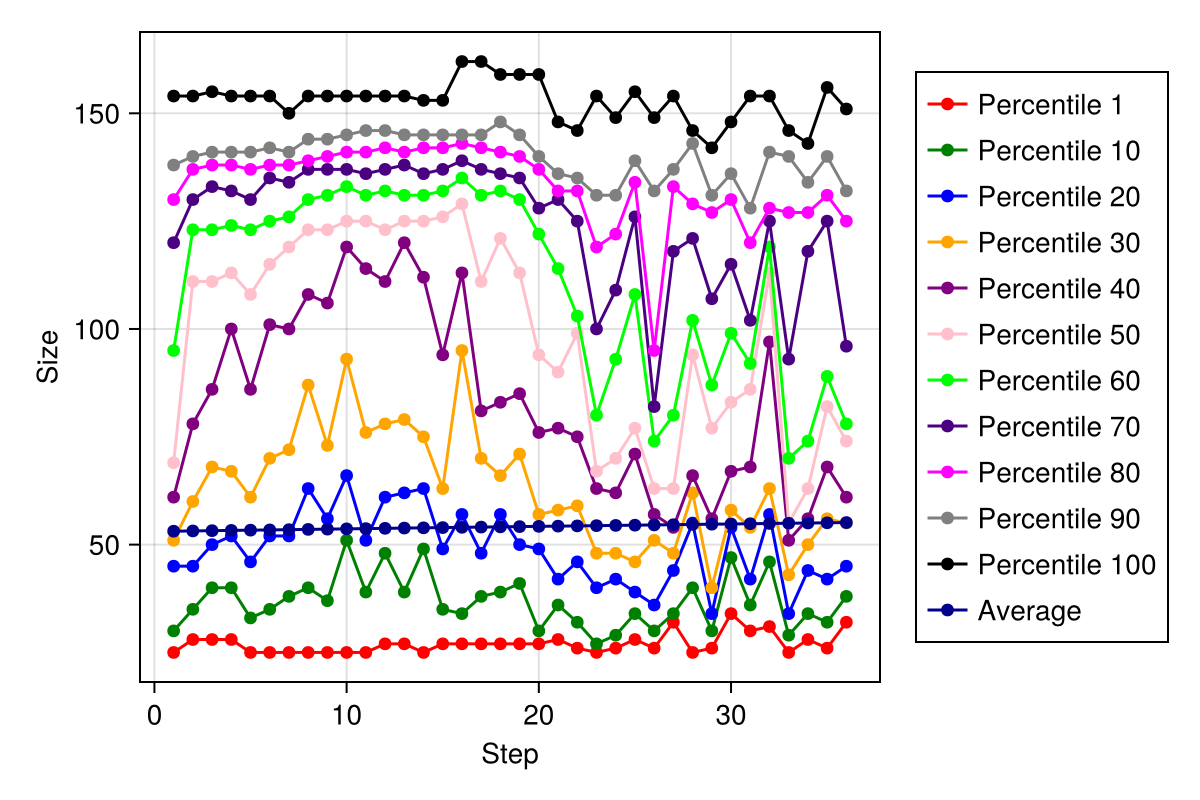 150
100
50
0
10
20
30
Size
Step
Percentile 1
Percentile 10
Percentile 20
Percentile 30
Percentile 40
Percentile 50
Percentile 60
Percentile 70
Percentile 80
Percentile 90
Percentile 100
Average